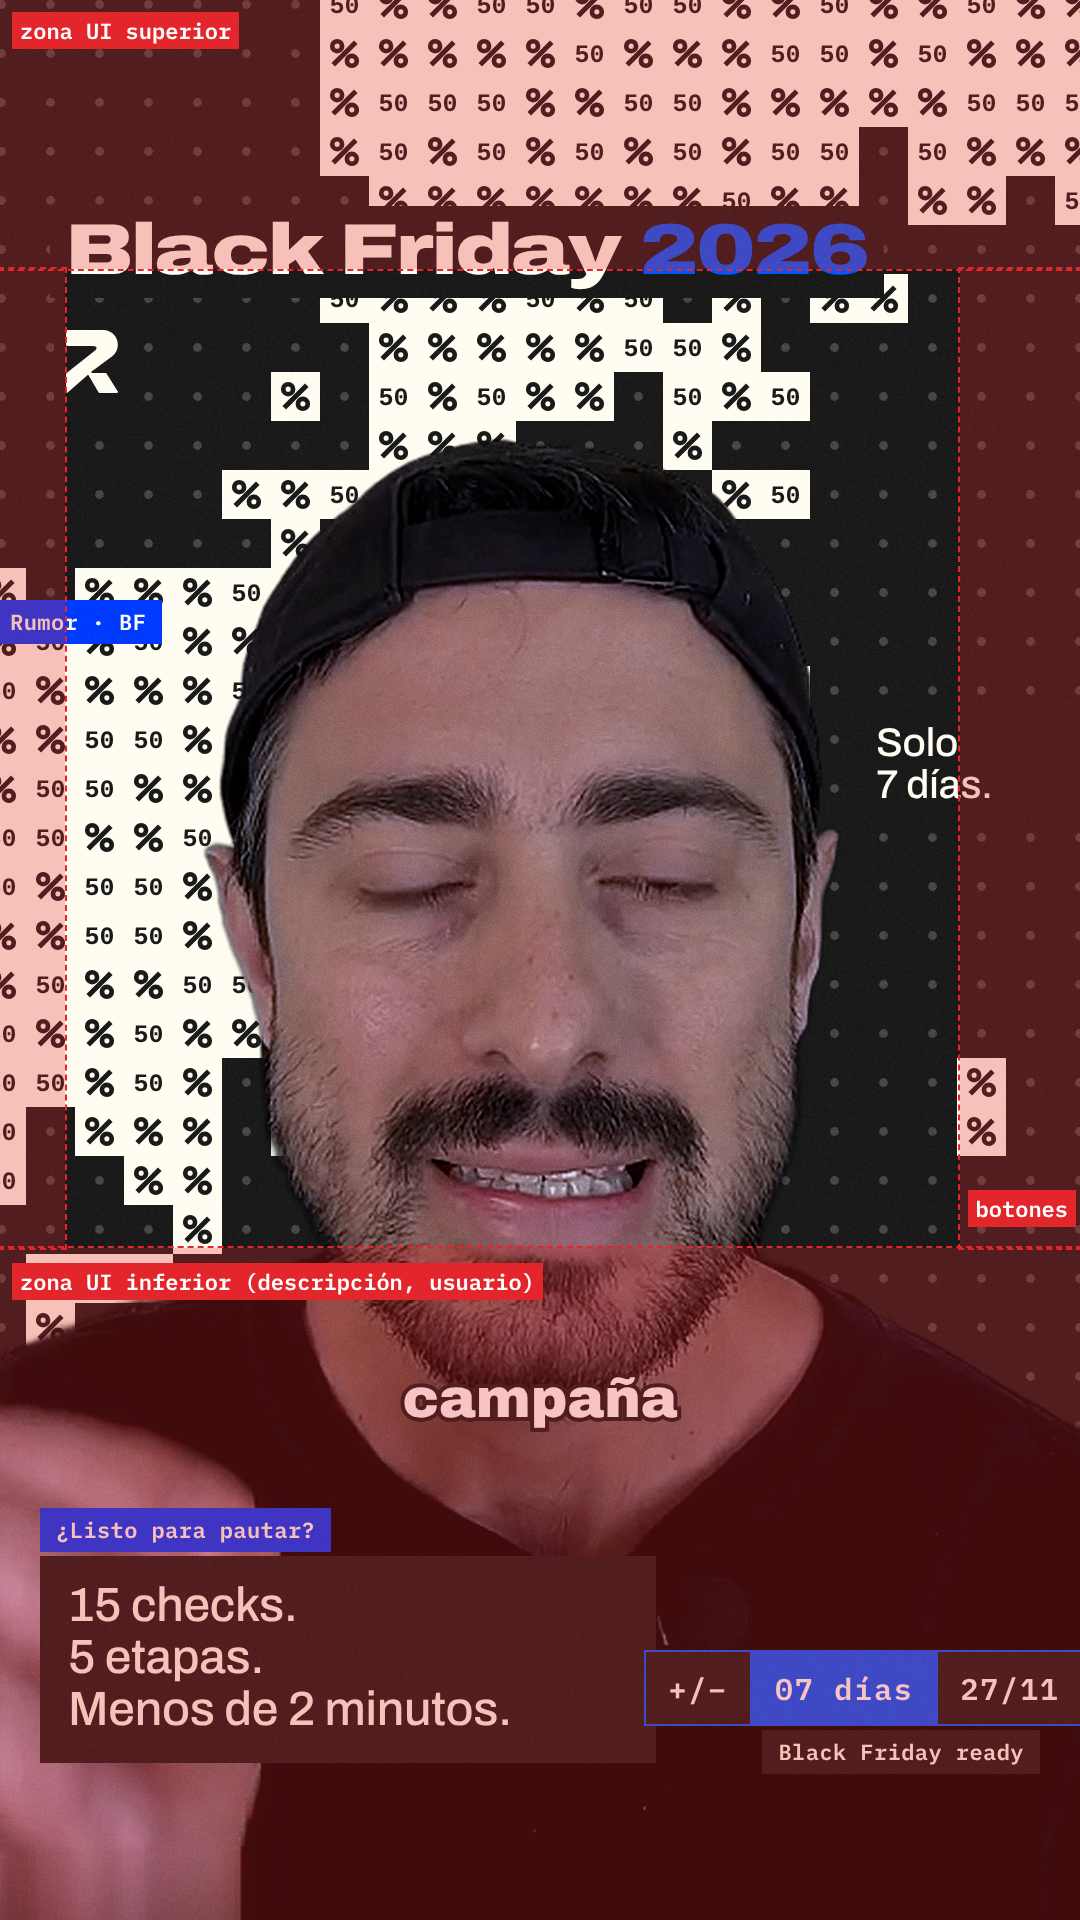 zona UI superior
Black Friday 2026
R
Rumor · BF
Solo
7 días.
botones
zona UI inferior (descripción, usuario)
campaña
¿Listo para pautar?
15 checks.
5 etapas.
Menos de 2 minutos.
+/− 07 días 27/11
Black Friday ready